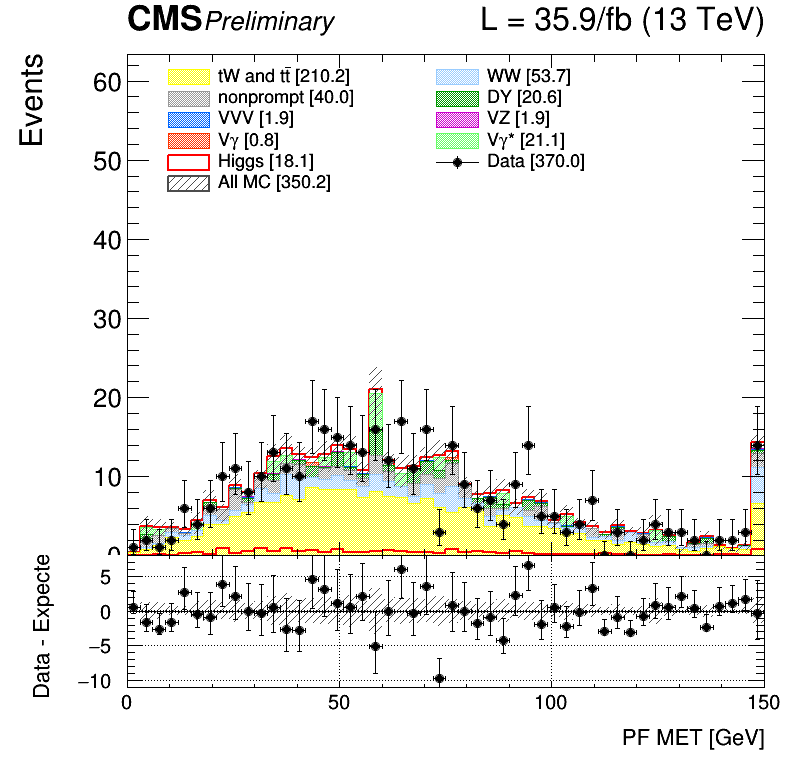 CMS Preliminary L = 35.9/fb (13 TeV)
Events
60
50
40
30
20
10
0
tW and tt̄ [210.2]
nonprompt [40.0]
VVV [1.9]
Vγ [0.8]
Higgs [18.1]
All MC [350.2]
WW [53.7]
DY [20.6]
VZ [1.9]
Vγ* [21.1]
Data [370.0]
Data - Expecte
5
0
−5
−10
0 50 100 150
PF MET [GeV]